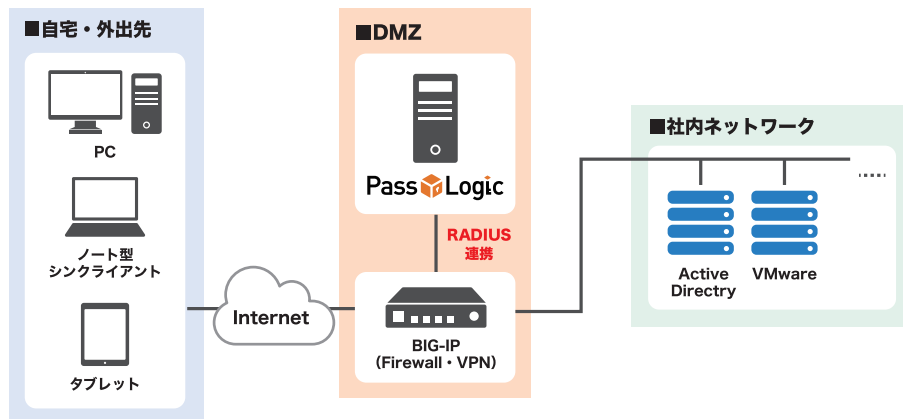 ■自宅・外出先
PC
ノート型
シンクライアント
タブレット
Internet
■DMZ
PassLogic
RADIUS
連携
BIG-IP
(Firewall・VPN)
■社内ネットワーク
......
Active
Directry
VMware